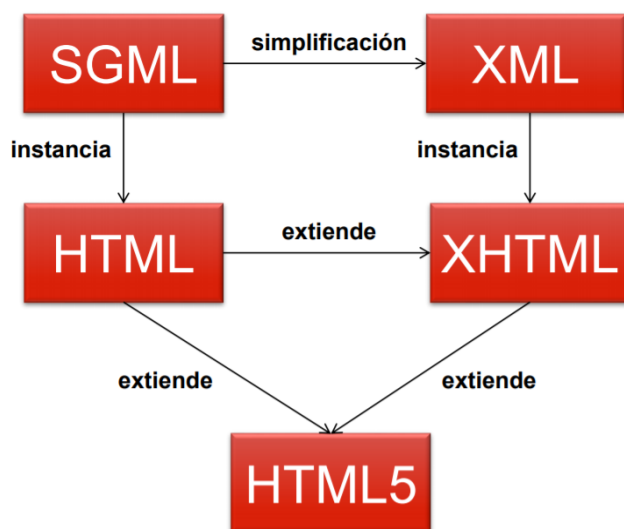 simplificación
SGML
XML
instancia
instancia
HTML
extiende
XHTML
extiende
extiende
HTML5